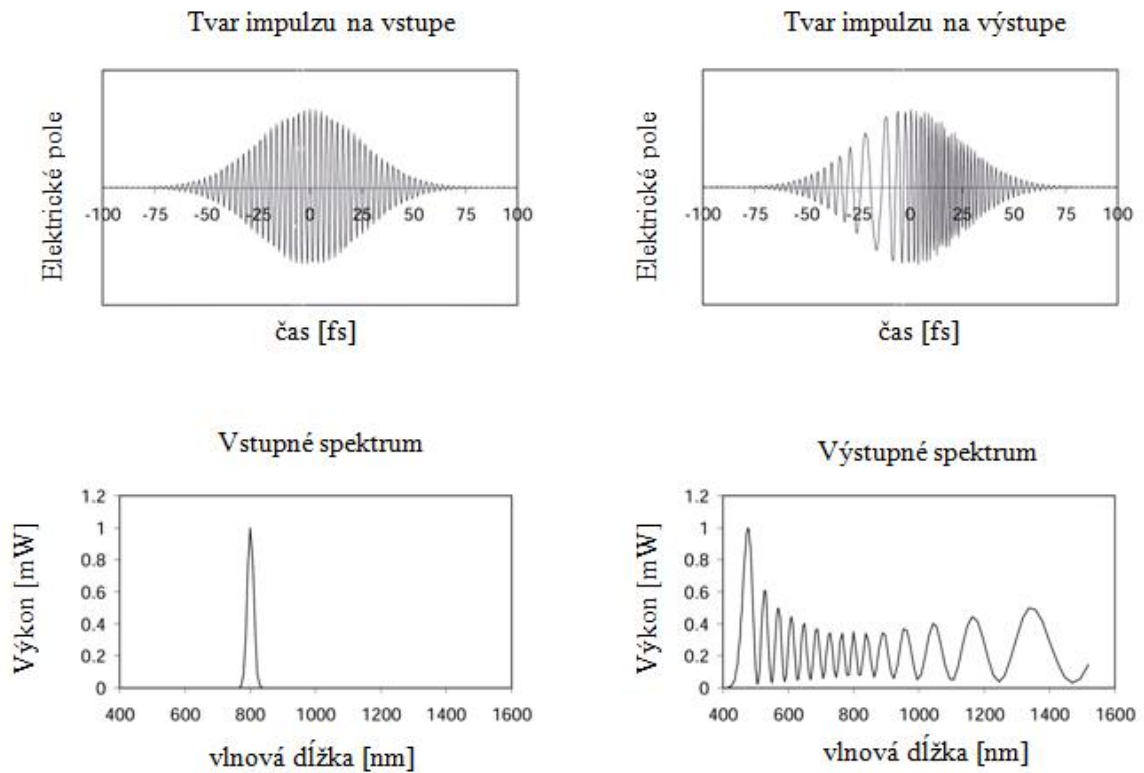 Tvar impulzu na vstupe
Elektrické pole
-100 -75 -50 -25 0 25 50 75 100
čas [fs]
Tvar impulzu na výstupe
Elektrické pole
-100 -75 -50 -25 0 25 50 75 100
čas [fs]
Vstupné spektrum
Výkon [mW]
1.2
1
0.8
0.6
0.4
0.2
0
400 600 800 1000 1200 1400 1600
vlnová dĺžka [nm]
Výstupné spektrum
Výkon [mW]
1.2
1
0.8
0.6
0.4
0.2
0
400 600 800 1000 1200 1400 1600
vlnová dĺžka [nm]